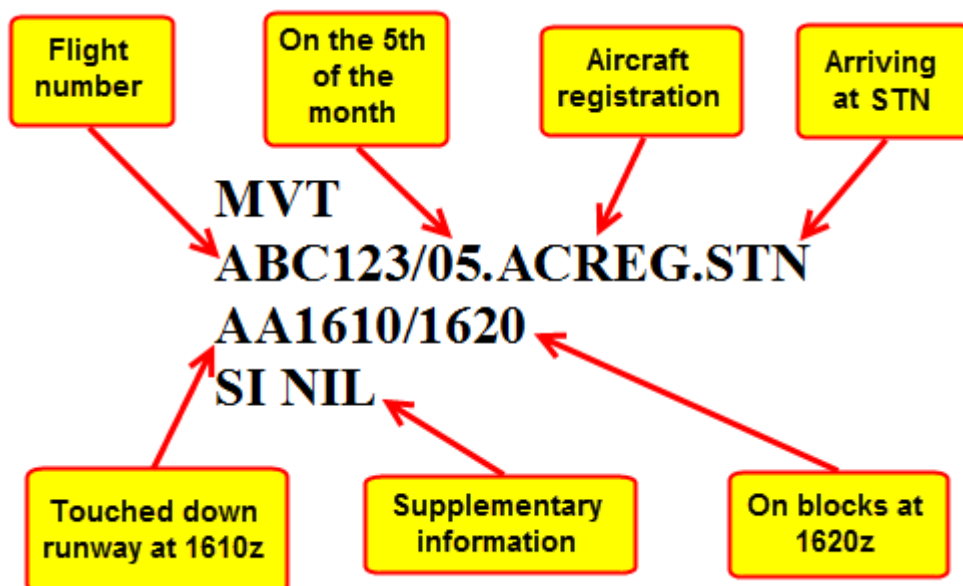 Flight
number
On the 5th
of the
month
Aircraft
registration
Arriving
at STN
MVT
ABC123/05.ACREG.STN
AA1610/1620
SI NIL
Touched down
runway at 1610z
Supplementary
information
On blocks at
1620z